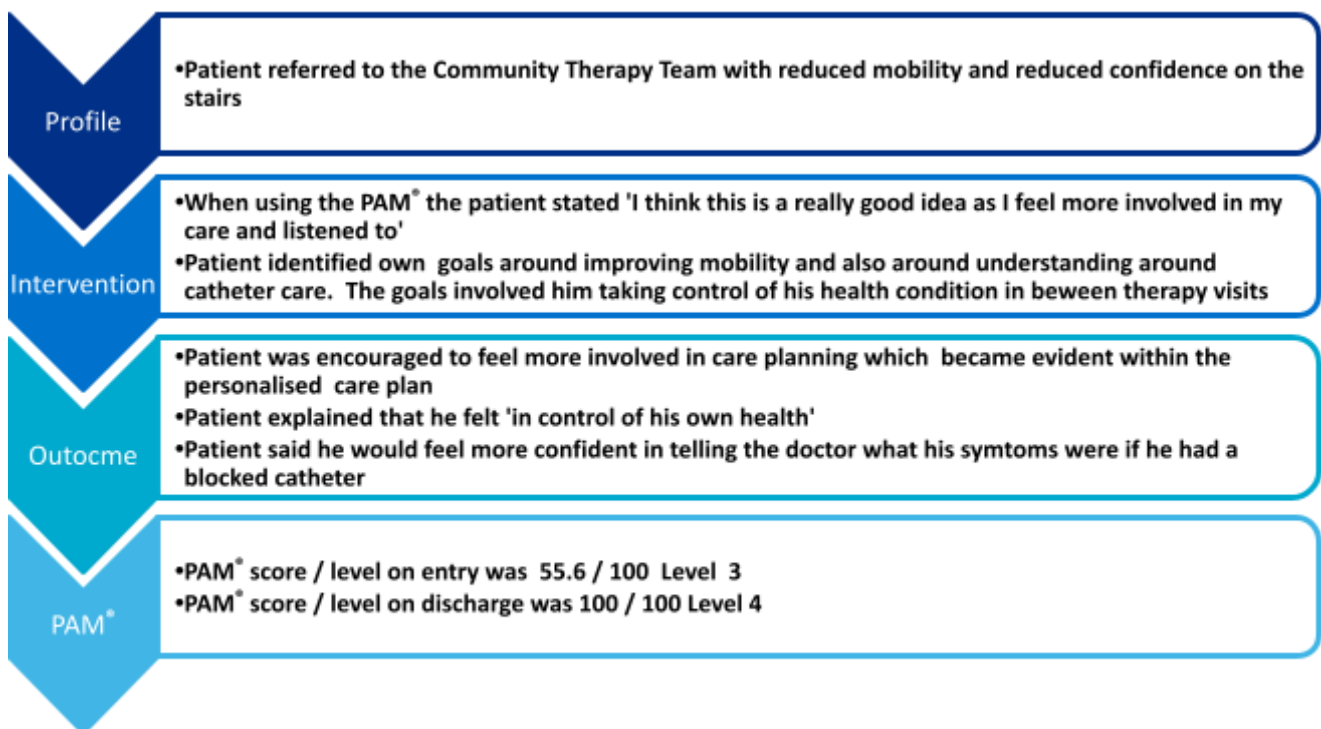 Profile
•Patient referred to the Community Therapy Team with reduced mobility and reduced confidence on the
stairs
Intervention
•When using the PAM® the patient stated 'I think this is a really good idea as I feel more involved in my
care and listened to'
•Patient identified own goals around improving mobility and also around understanding around
catheter care. The goals involved him taking control of his health condition in beween therapy visits
Outocme
•Patient was encouraged to feel more involved in care planning which became evident within the
personalised care plan
•Patient explained that he felt 'in control of his own health'
•Patient said he would feel more confident in telling the doctor what his symtoms were if he had a
blocked catheter
PAM®
•PAM® score / level on entry was 55.6 / 100 Level 3
•PAM® score / level on discharge was 100 / 100 Level 4